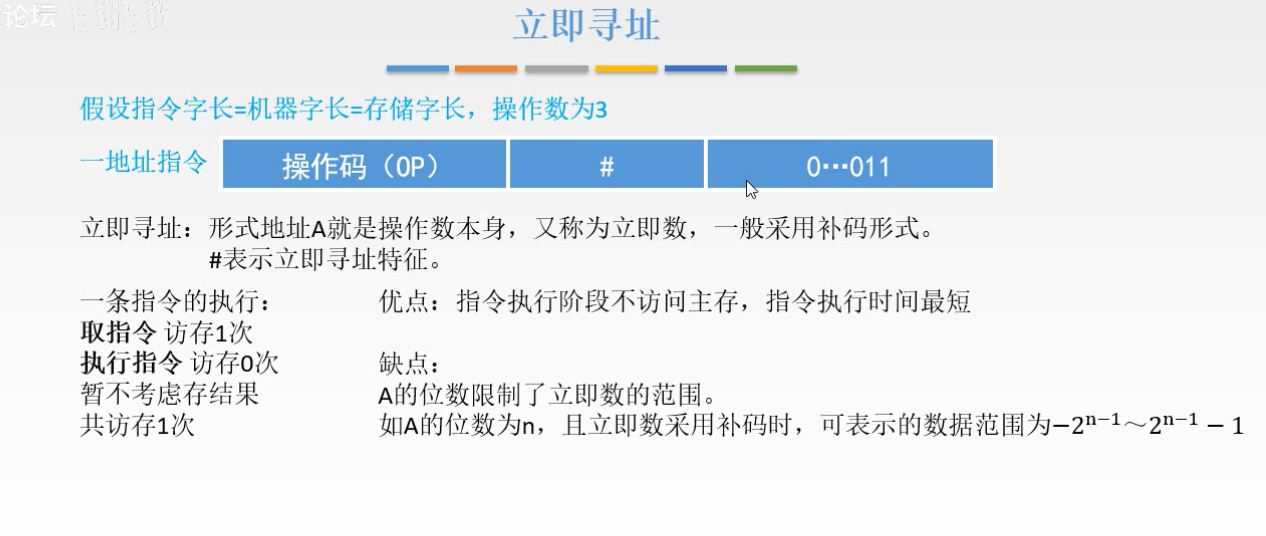 论坛
立即寻址
假设指令字长=机器字长=存储字长，操作数为3
一地址指令 操作码（OP） # 0…011
立即寻址：形式地址A就是操作数本身，又称为立即数，一般采用补码形式。
#表示立即寻址特征。
一条指令的执行： 优点：指令执行阶段不访问主存，指令执行时间最短
取指令 访存1次
执行指令 访存0次 缺点：
暂不考虑存结果 A的位数限制了立即数的范围。
共访存1次 如A的位数为n，且立即数采用补码时，可表示的数据范围为−2ⁿ⁻¹～2ⁿ⁻¹ − 1